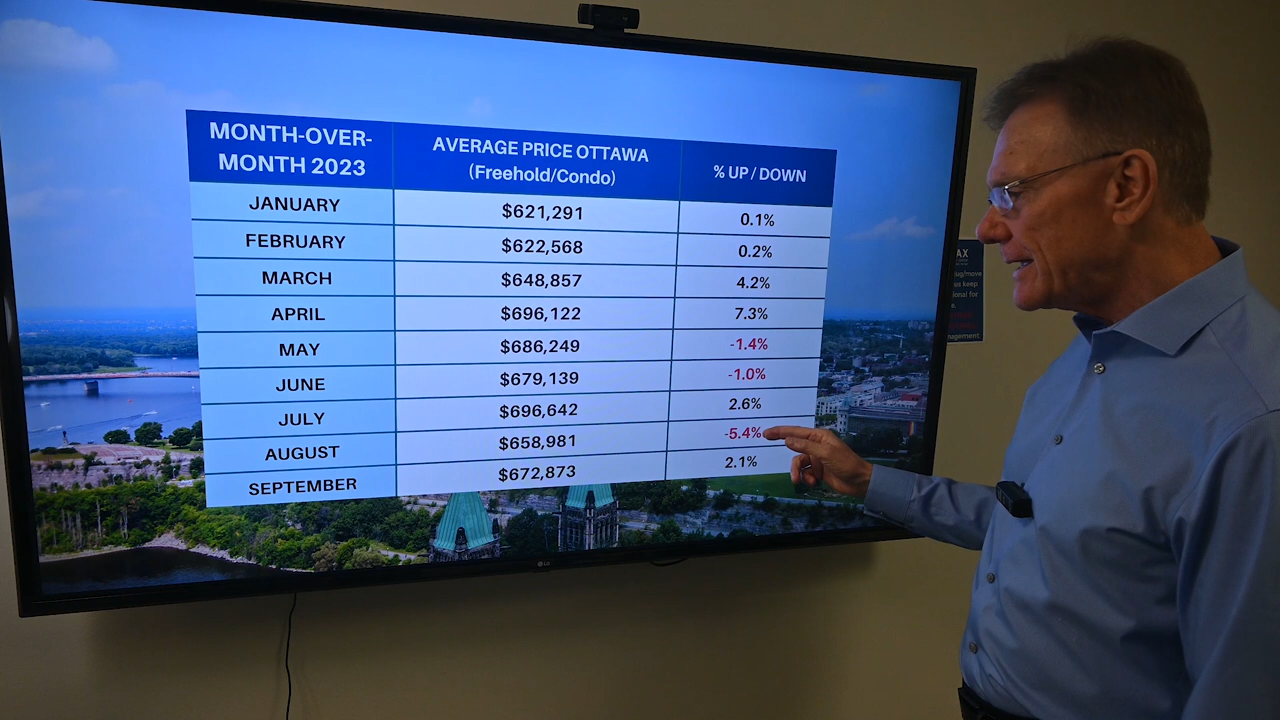 MONTH-OVER-
MONTH 2023
AVERAGE PRICE OTTAWA
(Freehold/Condo)
% UP / DOWN
JANUARY $621,291 0.1%
FEBRUARY $622,568 0.2%
MARCH $648,857 4.2%
APRIL $696,122 7.3%
MAY $686,249 -1.4%
JUNE $679,139 -1.0%
JULY $696,642 2.6%
AUGUST $658,981 -5.4%
SEPTEMBER $672,873 2.1%
LG
AX
us keep